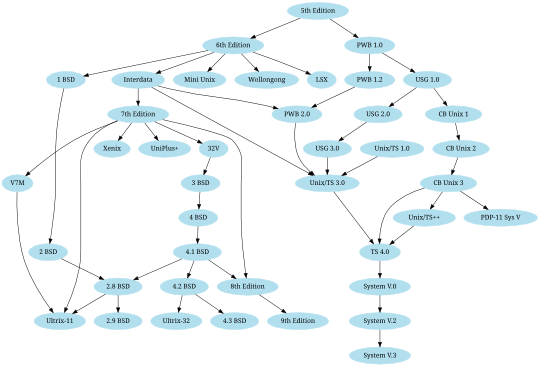 5th Edition
6th Edition
PWB 1.0
1 BSD
Interdata
Mini Unix
Wollongong
LSX
PWB 1.2
USG 1.0
7th Edition
PWB 2.0
USG 2.0
CB Unix 1
Xenix
UniPlus+
32V
USG 3.0
Unix/TS 1.0
CB Unix 2
V7M
3 BSD
Unix/TS 3.0
CB Unix 3
4 BSD
Unix/TS++
PDP-11 Sys V
2 BSD
4.1 BSD
TS 4.0
2.8 BSD
4.2 BSD
8th Edition
System V.0
Ultrix-11
2.9 BSD
Ultrix-32
4.3 BSD
9th Edition
System V.2
System V.3